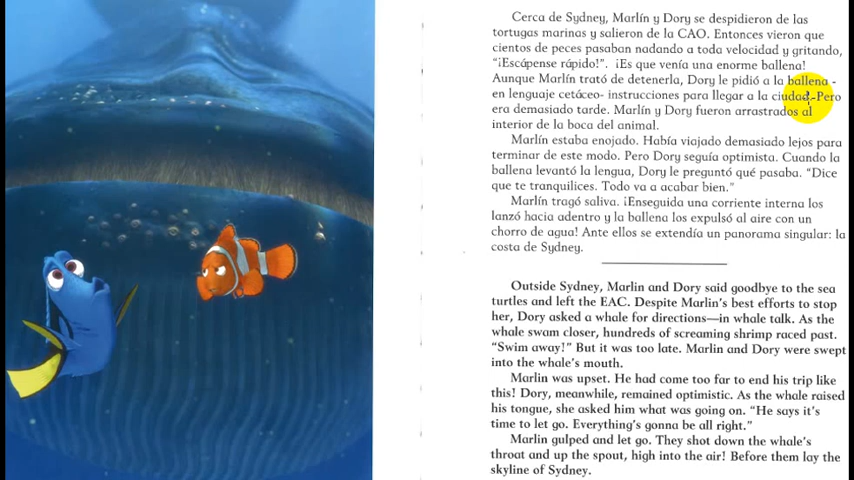 Cerca de Sydney, Marlín y Dory se despidieron de las
tortugas marinas y salieron de la CAO. Entonces vieron que
cientos de peces pasaban nadando a toda velocidad y gritando,
“¡Escápense rápido!”. ¡Es que venía una enorme ballena!
Aunque Marlín trató de detenerla, Dory le pidió a la ballena -
en lenguaje cetáceo- instrucciones para llegar a la ciudad. Pero
era demasiado tarde. Marlín y Dory fueron arrastrados al
interior de la boca del animal.
Marlín estaba enojado. Había viajado demasiado lejos para
terminar de este modo. Pero Dory seguía optimista. Cuando la
ballena levantó la lengua, Dory le preguntó qué pasaba. “Dice
que te tranquilices. Todo va a acabar bien.”
Marlín tragó saliva. ¡Enseguida una corriente interna los
lanzó hacia adentro y la ballena los expulsó al aire con un
chorro de agua! Ante ellos se extendía un panorama singular: la
costa de Sydney.
Outside Sydney, Marlin and Dory said goodbye to the sea
turtles and left the EAC. Despite Marlin’s best efforts to stop
her, Dory asked a whale for directions—in whale talk. As the
whale swam closer, hundreds of screaming shrimp raced past.
“Swim away!” But it was too late. Marlin and Dory were swept
into the whale’s mouth.
Marlin was upset. He had come too far to end his trip like
this! Dory, meanwhile, remained optimistic. As the whale raised
his tongue, she asked him what was going on. “He says it’s
time to let go. Everything’s gonna be all right.”
Marlin gulped and let go. They shot down the whale’s
throat and up the spout, high into the air! Before them lay the
skyline of Sydney.